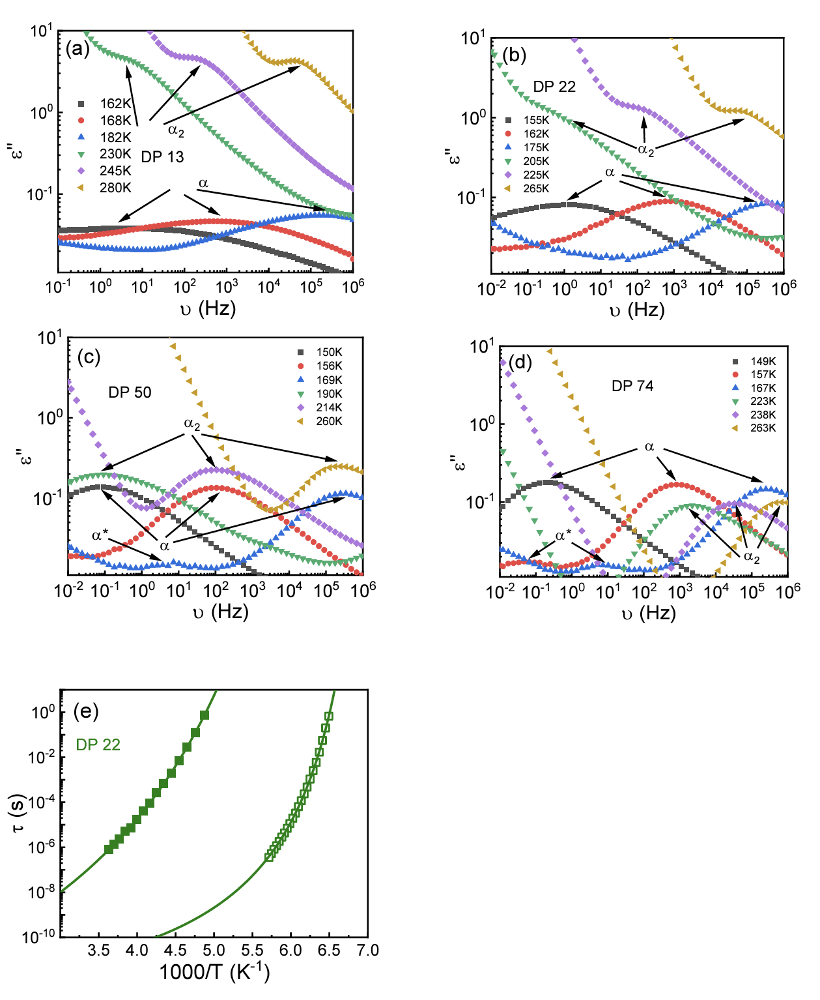 (a)
10¹
10⁰
10⁻¹
ε"
162K
168K
182K
230K
245K
280K
DP 13
α₂
α
10⁻¹ 10⁰ 10¹ 10² 10³ 10⁴ 10⁵ 10⁶
υ (Hz)
(b)
10¹
10⁰
10⁻¹
ε"
DP 22
155K
162K
175K
205K
225K
265K
α₂
α
10⁻² 10⁻¹ 10⁰ 10¹ 10² 10³ 10⁴ 10⁵ 10⁶
υ (Hz)
(c)
10¹
10⁰
10⁻¹
ε"
DP 50
150K
156K
169K
190K
214K
260K
α₂
α*
α
10⁻² 10⁻¹ 10⁰ 10¹ 10² 10³ 10⁴ 10⁵ 10⁶
υ (Hz)
(d)
10¹
10⁰
10⁻¹
ε"
DP 74
149K
157K
167K
223K
238K
263K
α
α*
α₂
10⁻² 10⁻¹ 10⁰ 10¹ 10² 10³ 10⁴ 10⁵ 10⁶
υ (Hz)
(e)
DP 22
10⁰
10⁻²
10⁻⁴
10⁻⁶
10⁻⁸
10⁻¹⁰
τ (s)
3.5 4.0 4.5 5.0 5.5 6.0 6.5 7.0
1000/T (K⁻¹)